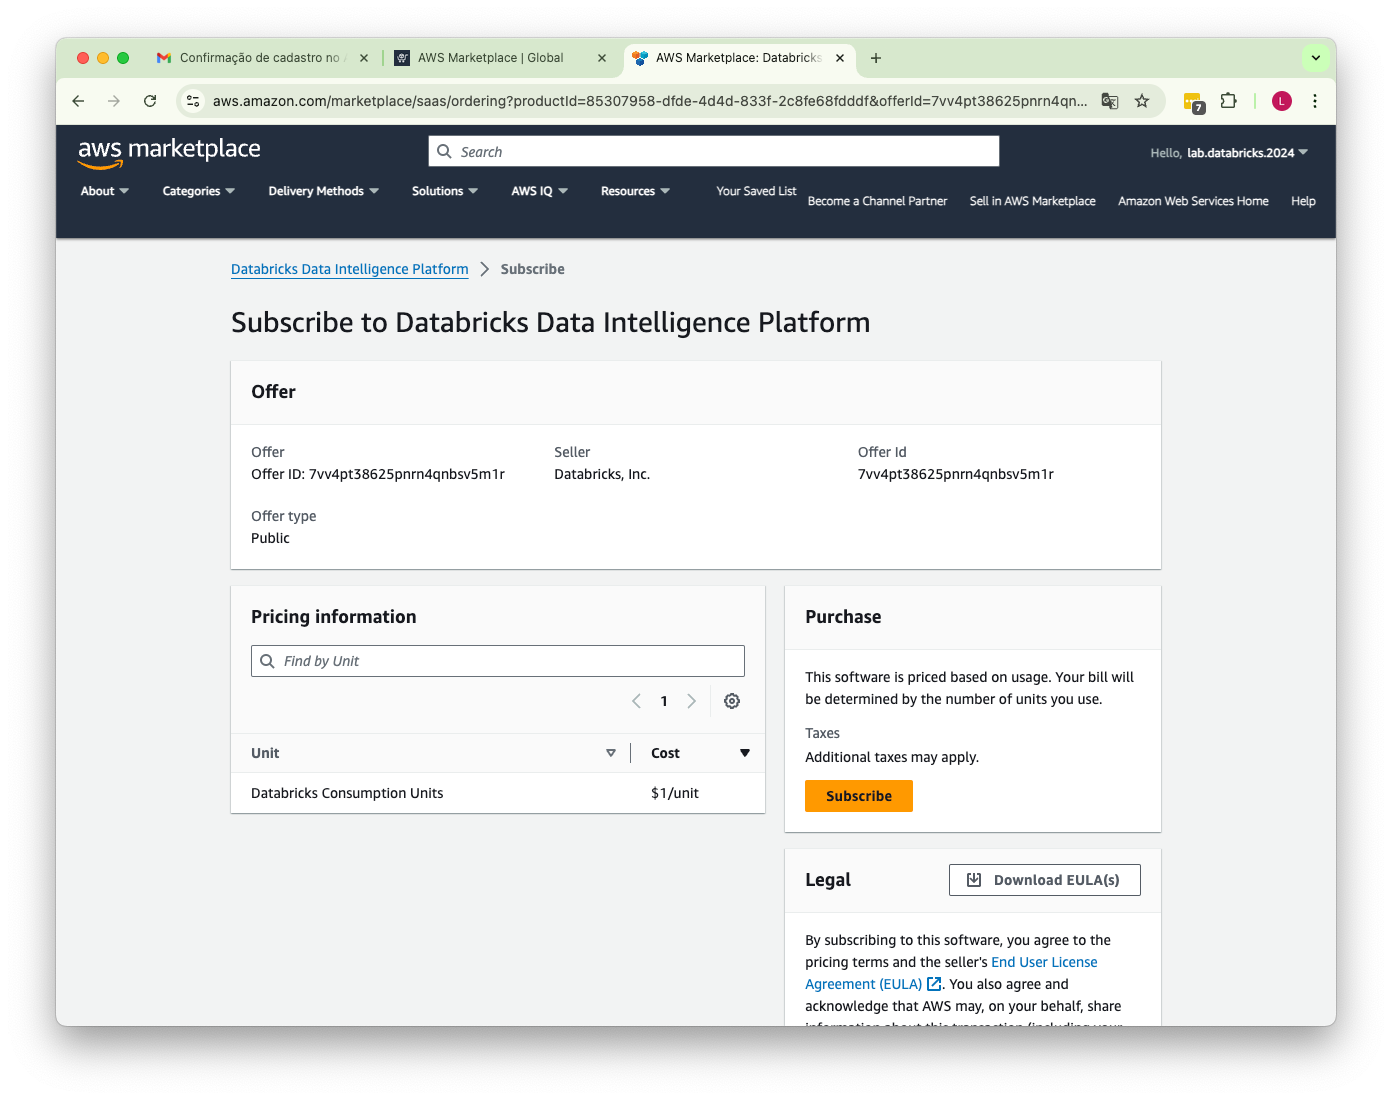 Confirmação de cadastro no
AWS Marketplace | Global
AWS Marketplace: Databricks
aws.amazon.com/marketplace/saas/ordering?productId=85307958-dfde-4d4d-833f-2c8fe68fdddf&offerId=7vv4pt38625pnrn4qn...
7
L
aws marketplace
Search
Hello, lab.databricks.2024
About
Categories
Delivery Methods
Solutions
AWS IQ
Resources
Your Saved List
Become a Channel Partner
Sell in AWS Marketplace
Amazon Web Services Home
Help
Databricks Data Intelligence Platform > Subscribe
Subscribe to Databricks Data Intelligence Platform
Offer
Offer
Offer ID: 7vv4pt38625pnrn4qnbsv5m1r
Seller
Databricks, Inc.
Offer Id
7vv4pt38625pnrn4qnbsv5m1r
Offer type
Public
Pricing information
Find by Unit
1
Unit
Cost
Databricks Consumption Units
$1/unit
Purchase
This software is priced based on usage. Your bill will
be determined by the number of units you use.
Taxes
Additional taxes may apply.
Subscribe
Legal
Download EULA(s)
By subscribing to this software, you agree to the
pricing terms and the seller's End User License
Agreement (EULA). You also agree and
acknowledge that AWS may, on your behalf, share
information about this transaction (including your